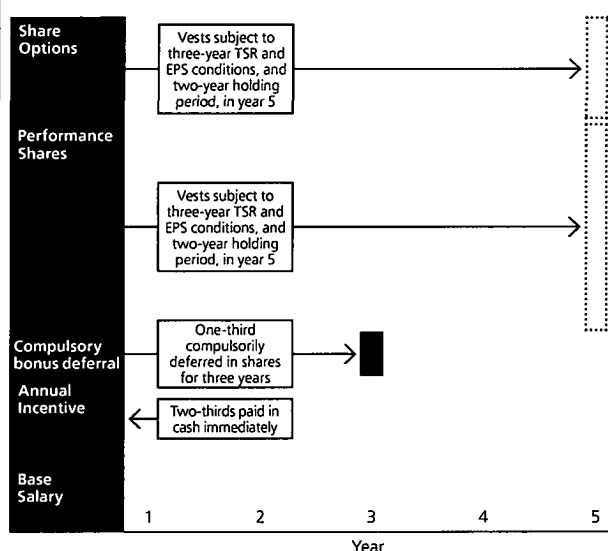 Share
Options
Vests subject to
three-year TSR and
EPS conditions, and
two-year holding
period, in year 5
Performance
Shares
Vests subject to
three-year TSR and
EPS conditions, and
two-year holding
period, in year 5
Compulsory
bonus deferral
One-third
compulsorily
deferred in shares
for three years
Annual
Incentive
Two-thirds paid in
cash immediately
Base
Salary
1 2 3 4 5
Year